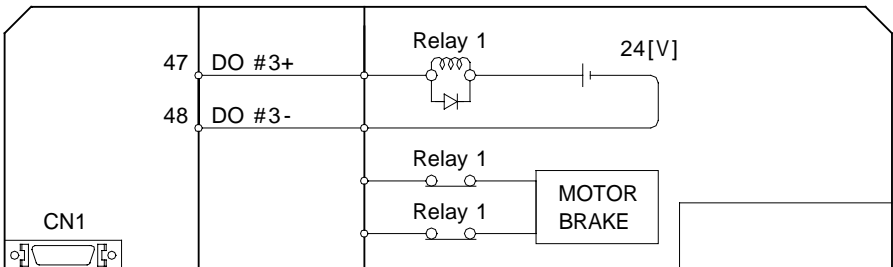 Relay 1
24[V]
47 DO #3+
48 DO #3-
Relay 1
MOTOR
BRAKE
Relay 1
CN1